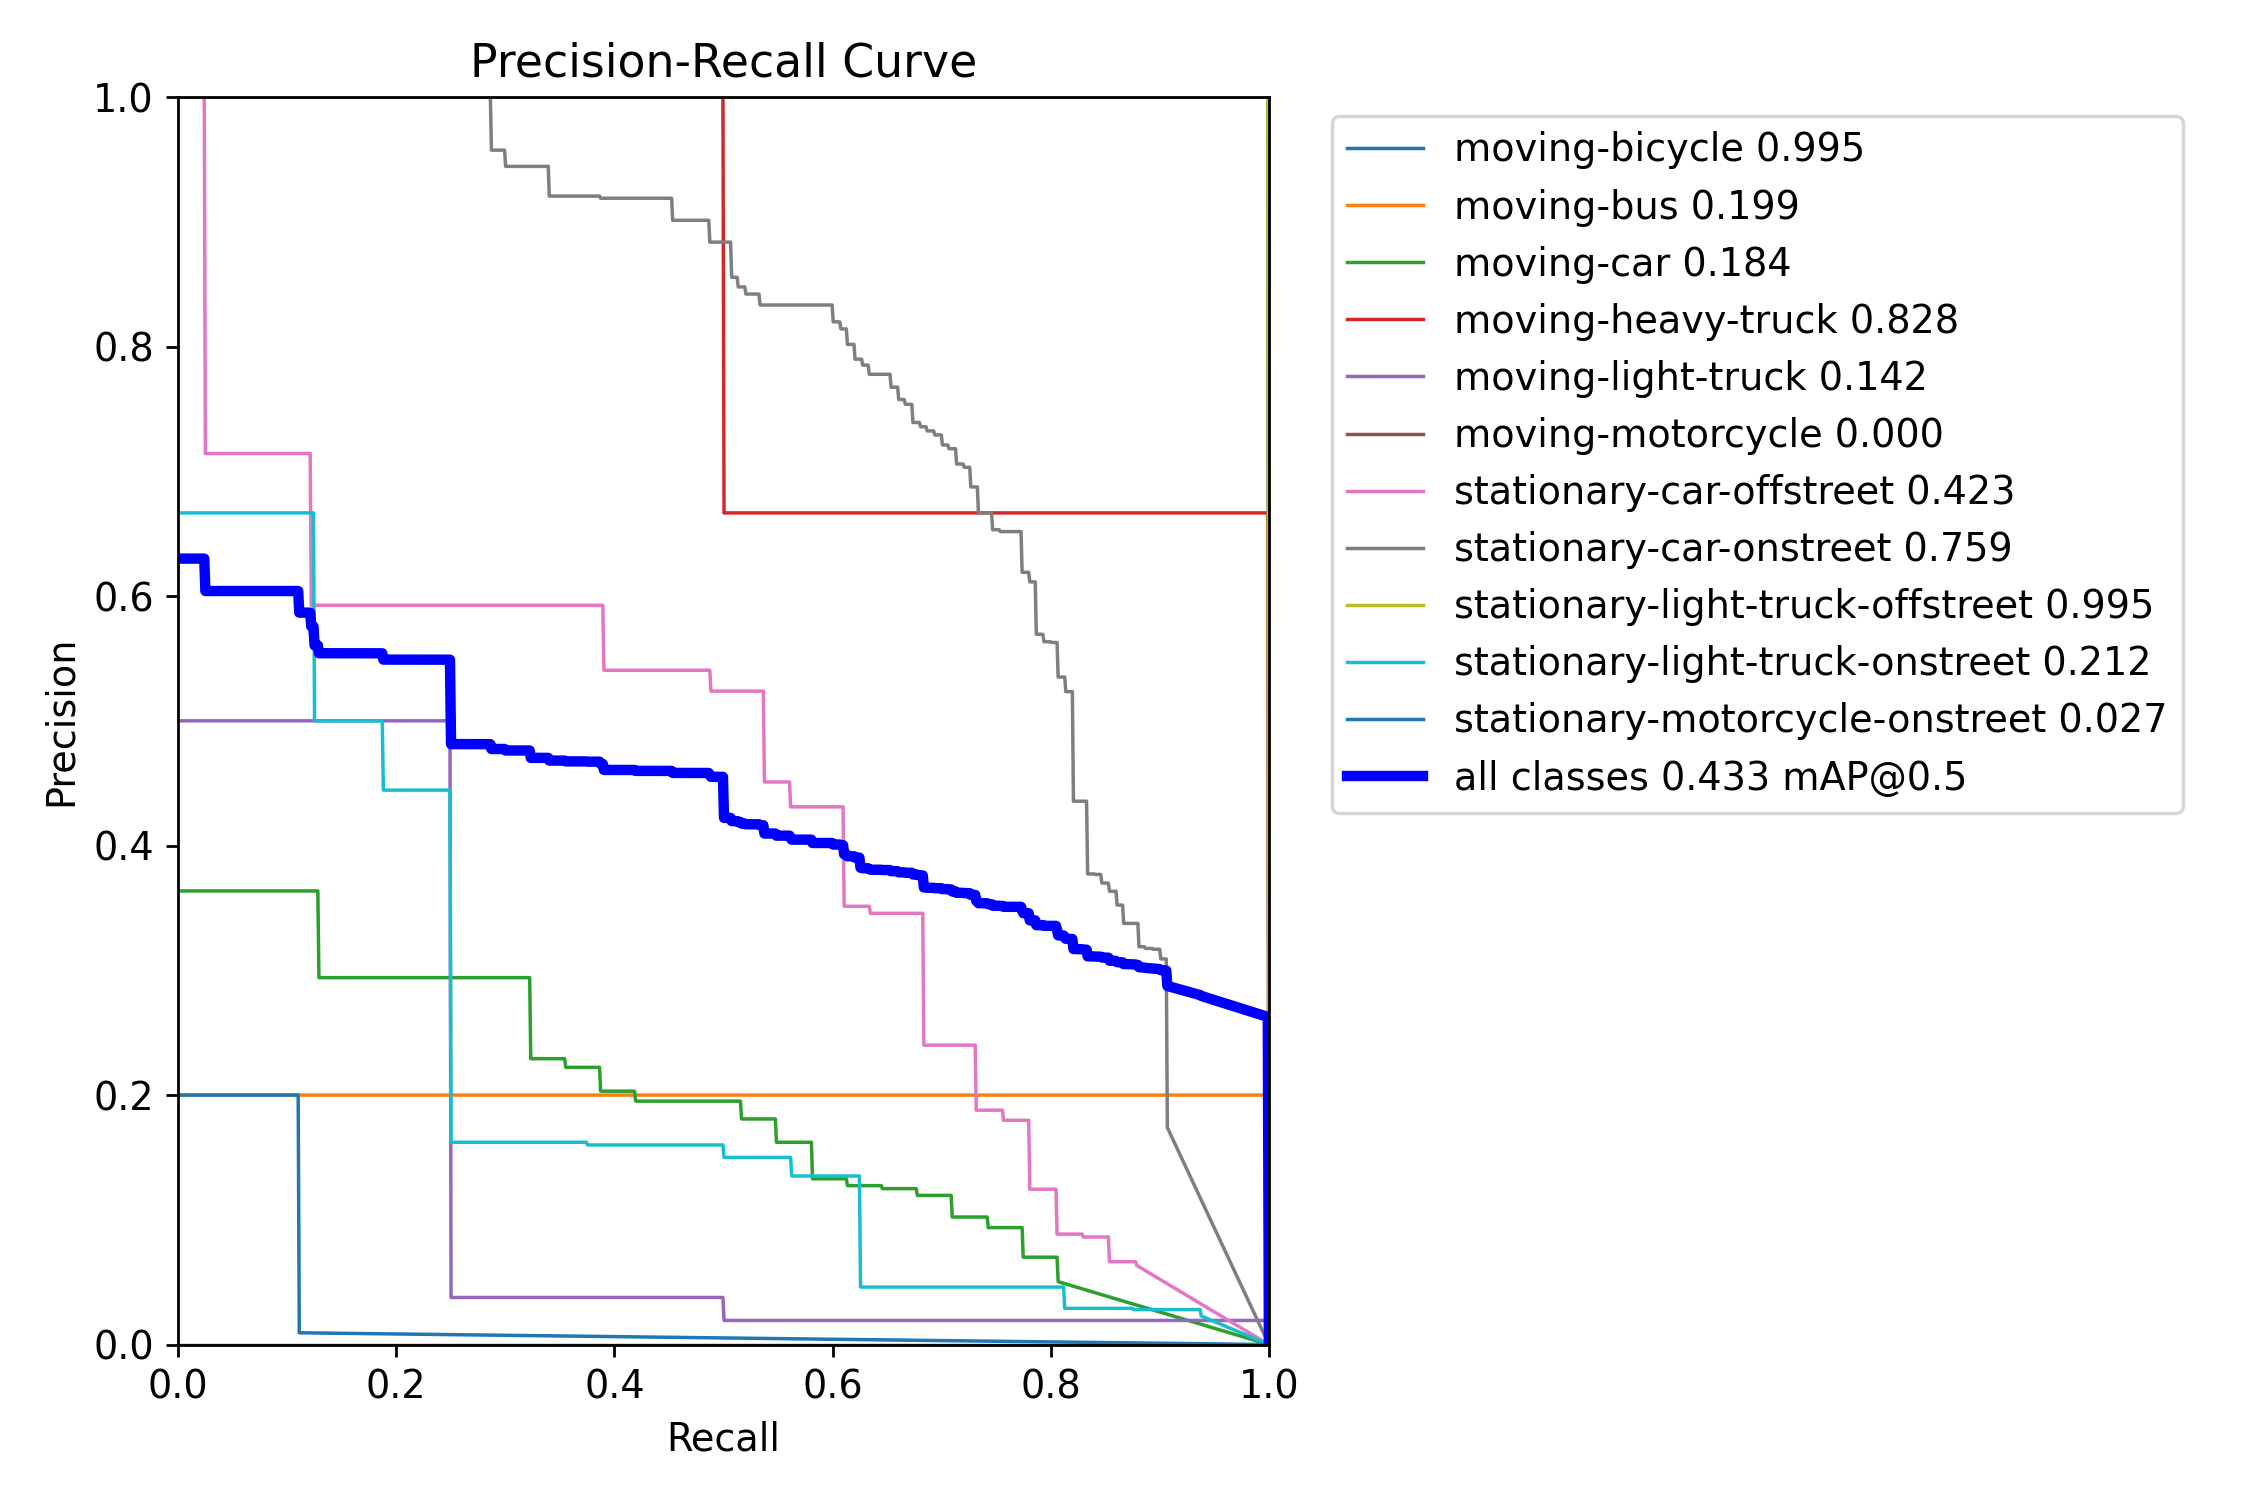 Precision-Recall Curve
1.0
0.8
0.6
0.4
0.2
0.0
Precision
0.0 0.2 0.4 0.6 0.8 1.0
Recall
moving-bicycle 0.995
moving-bus 0.199
moving-car 0.184
moving-heavy-truck 0.828
moving-light-truck 0.142
moving-motorcycle 0.000
stationary-car-offstreet 0.423
stationary-car-onstreet 0.759
stationary-light-truck-offstreet 0.995
stationary-light-truck-onstreet 0.212
stationary-motorcycle-onstreet 0.027
all classes 0.433 mAP@0.5